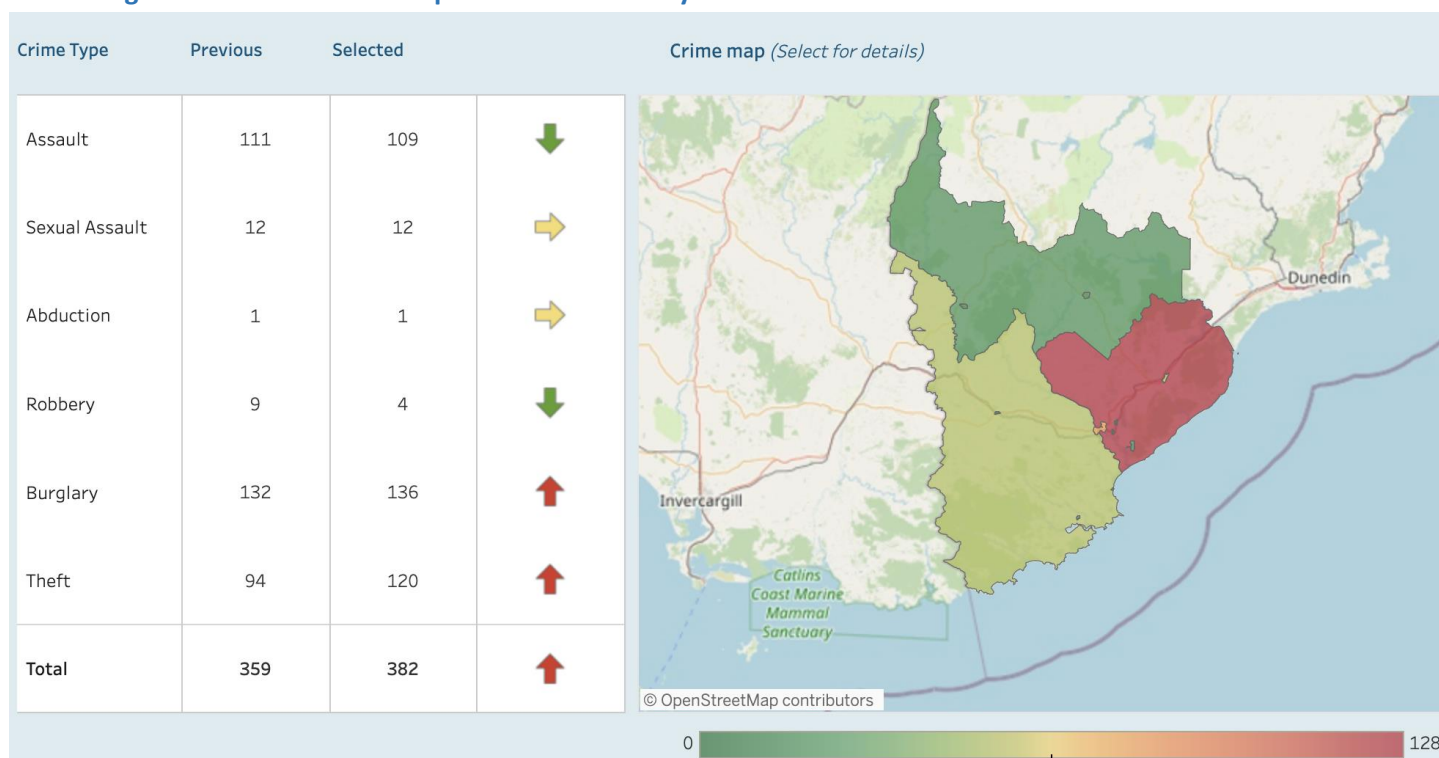 Crime Type Previous Selected
Crime map (Select for details)
Assault 111 109
Sexual Assault 12 12
Abduction 1 1
Robbery 9 4
Burglary 132 136
Theft 94 120
Total 359 382
Dunedin
Invercargill
Catlins
Coast Marine
Mammal
Sanctuary
© OpenStreetMap contributors
0 128